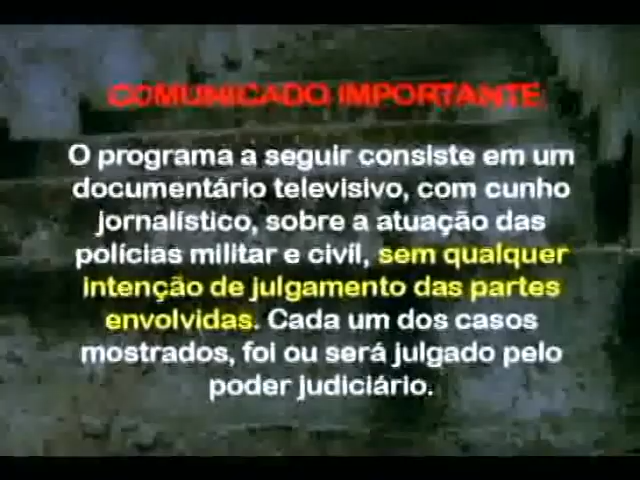 COMUNICADO IMPORTANTE
O programa a seguir consiste em um
documentário televisivo, com cunho
jornalístico, sobre a atuação das
polícias militar e civil, sem qualquer
intenção de julgamento das partes
envolvidas. Cada um dos casos
mostrados, foi ou será julgado pelo
poder judiciário.